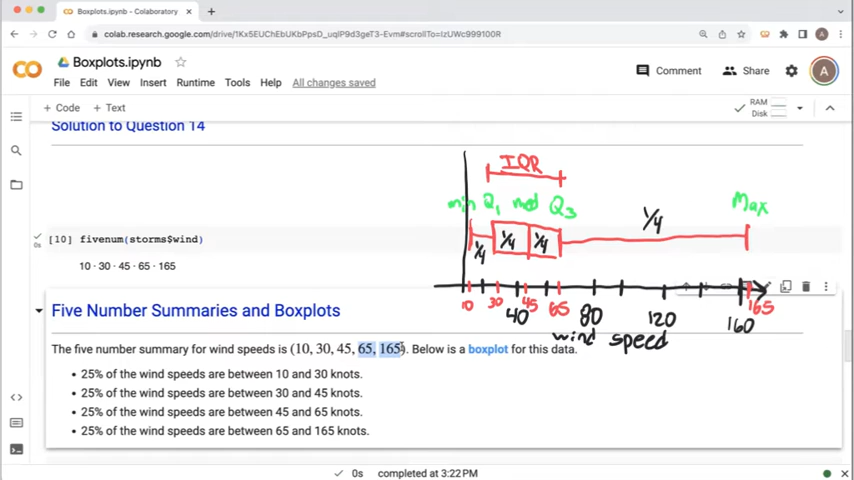 Boxplots.ipynb - Colaboratory
colab.research.google.com/drive/1Kx5EUChEbUKbPpsD_uqlP9d3geT3-Evm#scrollTo=lzUWc999100R
Boxplots.ipynb
File Edit View Insert Runtime Tools Help All changes saved
Comment Share A
+ Code + Text
RAM
Disk
Solution to Question 14
IQR
min Q1 med Q3 Max
1/4 1/4 1/4 1/4
[10] fivenum(storms$wind)
0s
10 · 30 · 45 · 65 · 165
10 30 45 65 165
40 80 120 160
wind speed
Five Number Summaries and Boxplots
The five number summary for wind speeds is (10, 30, 45, 65, 165). Below is a boxplot for this data.
• 25% of the wind speeds are between 10 and 30 knots.
• 25% of the wind speeds are between 30 and 45 knots.
• 25% of the wind speeds are between 45 and 65 knots.
• 25% of the wind speeds are between 65 and 165 knots.
0s completed at 3:22 PM